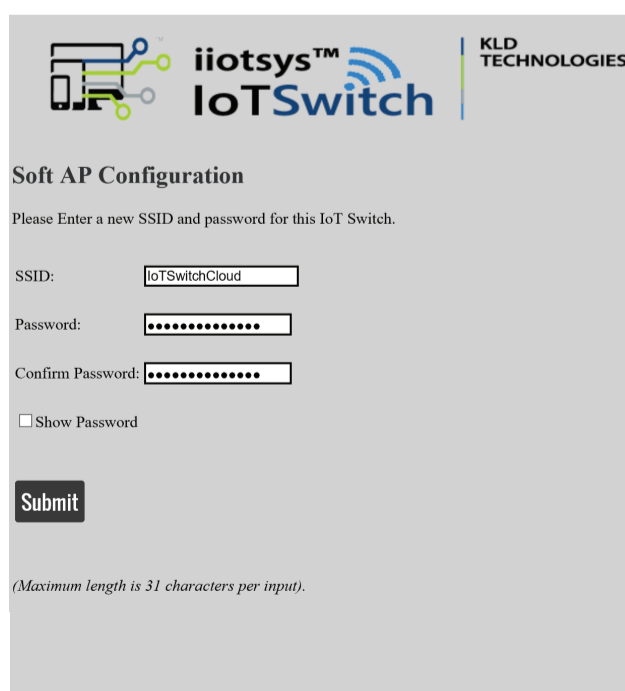 iiotsys™
IoTSwitch
KLD
TECHNOLOGIES
Soft AP Configuration
Please Enter a new SSID and password for this IoT Switch.
SSID: IoTSwitchCloud
Password: ••••••••••••••
Confirm Password: ••••••••••••••
Show Password
Submit
(Maximum length is 31 characters per input).